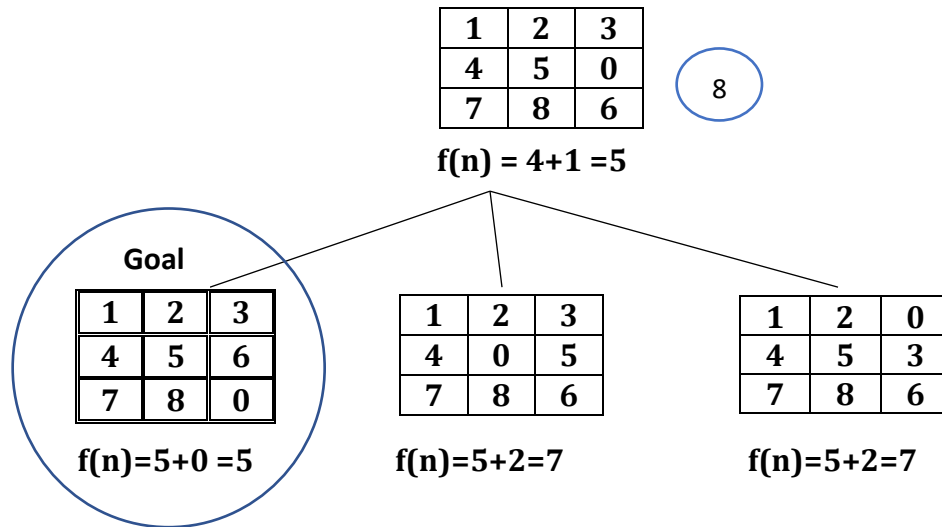 1 2 3
4 5 0
7 8 6
8
f(n) = 4+1 =5
Goal
1 2 3
4 5 6
7 8 0
f(n)=5+0 =5
1 2 3
4 0 5
7 8 6
f(n)=5+2=7
1 2 0
4 5 3
7 8 6
f(n)=5+2=7